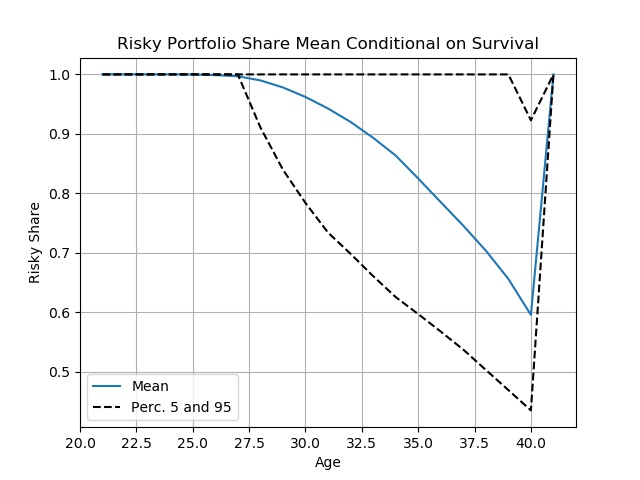 Risky Portfolio Share Mean Conditional on Survival
1.0
0.9
0.8
0.7
0.6
0.5
Risky Share
Mean
Perc. 5 and 95
20.0 22.5 25.0 27.5 30.0 32.5 35.0 37.5 40.0
Age